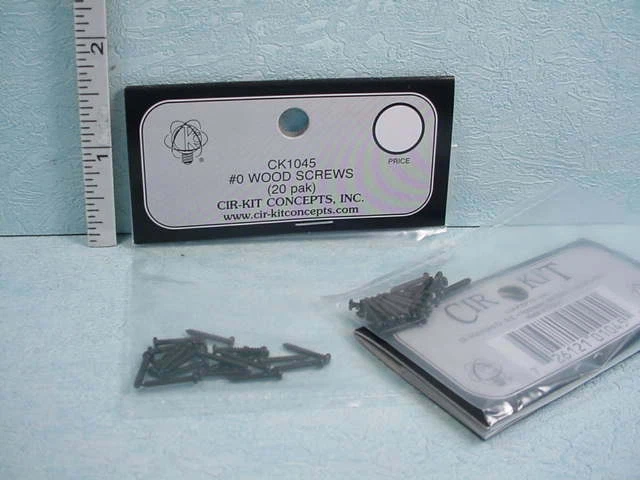 2
1
CK1045
#0 WOOD SCREWS
(20 pak)
CIR-KIT CONCEPTS, INC.
www.cir-kitconcepts.com
®
PRICE
CIR KIT